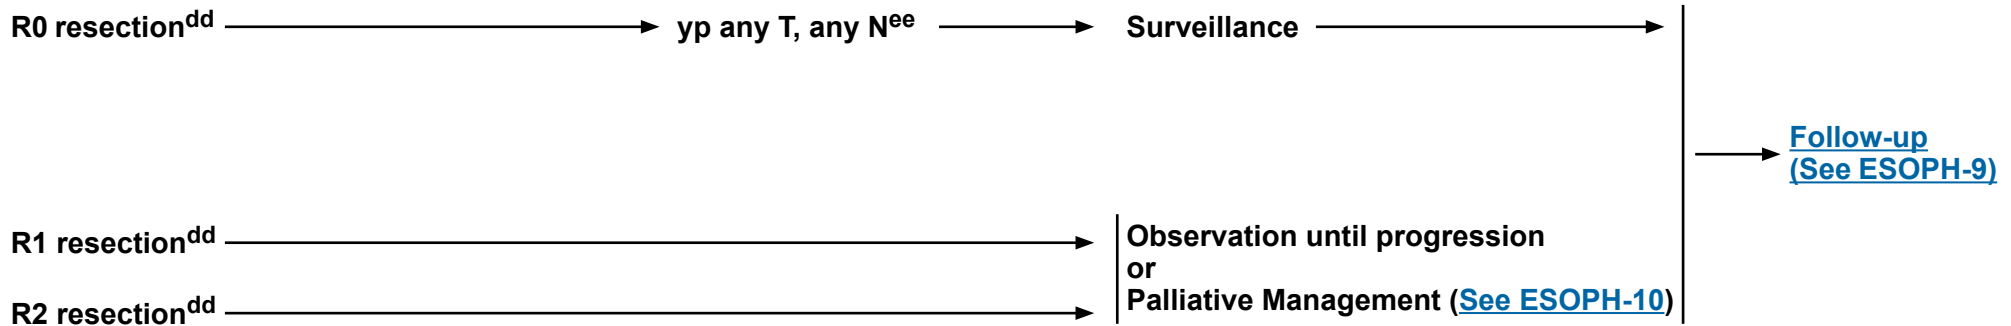 R0 resectiondd yp any T, any Nee Surveillance
Follow-up
(See ESOPH-9)
R1 resectiondd
Observation until progression
or
Palliative Management (See ESOPH-10)
R2 resectiondd